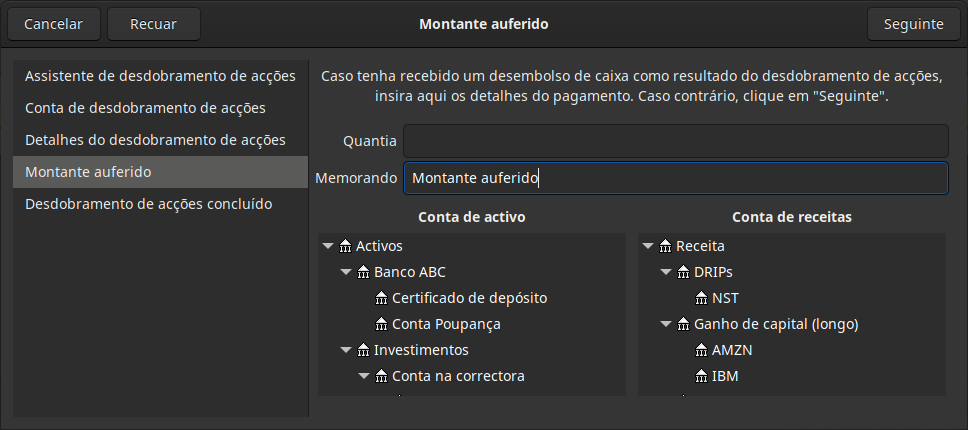 Cancelar
Recuar
Montante auferido
Seguinte
Assistente de desdobramento de acções
Conta de desdobramento de acções
Detalhes do desdobramento de acções
Montante auferido
Desdobramento de acções concluído
Caso tenha recebido um desembolso de caixa como resultado do desdobramento de acções,
insira aqui os detalhes do pagamento. Caso contrário, clique em "Seguinte".
Quantia
Memorando
Montante auferido
Conta de activo
Activos
Banco ABC
Certificado de depósito
Conta Poupança
Investimentos
Conta na correctora
Conta de receitas
Receita
DRIPs
NST
Ganho de capital (longo)
AMZN
IBM